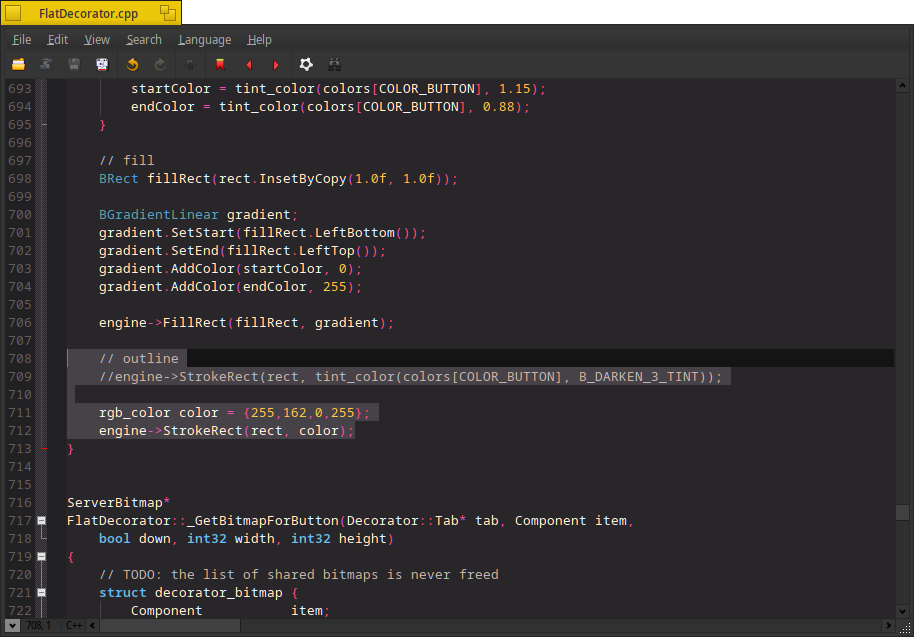 FlatDecorator.cpp
File Edit View Search Language Help
693 startColor = tint_color(colors[COLOR_BUTTON], 1.15);
694 endColor = tint_color(colors[COLOR_BUTTON], 0.88);
695 }
696
697 // fill
698 BRect fillRect(rect.InsetByCopy(1.0f, 1.0f));
699
700 BGradientLinear gradient;
701 gradient.SetStart(fillRect.LeftBottom());
702 gradient.SetEnd(fillRect.LeftTop());
703 gradient.AddColor(startColor, 0);
704 gradient.AddColor(endColor, 255);
705
706 engine->FillRect(fillRect, gradient);
707
708 // outline
709 //engine->StrokeRect(rect, tint_color(colors[COLOR_BUTTON], B_DARKEN_3_TINT));
710
711 rgb_color color = {255,162,0,255};
712 engine->StrokeRect(rect, color);
713 }
714
715
716 ServerBitmap*
717 FlatDecorator::_GetBitmapForButton(Decorator::Tab* tab, Component item,
718 bool down, int32 width, int32 height)
719 {
720 // TODO: the list of shared bitmaps is never freed
721 struct decorator_bitmap {
722 Component item;
708, 1 C++